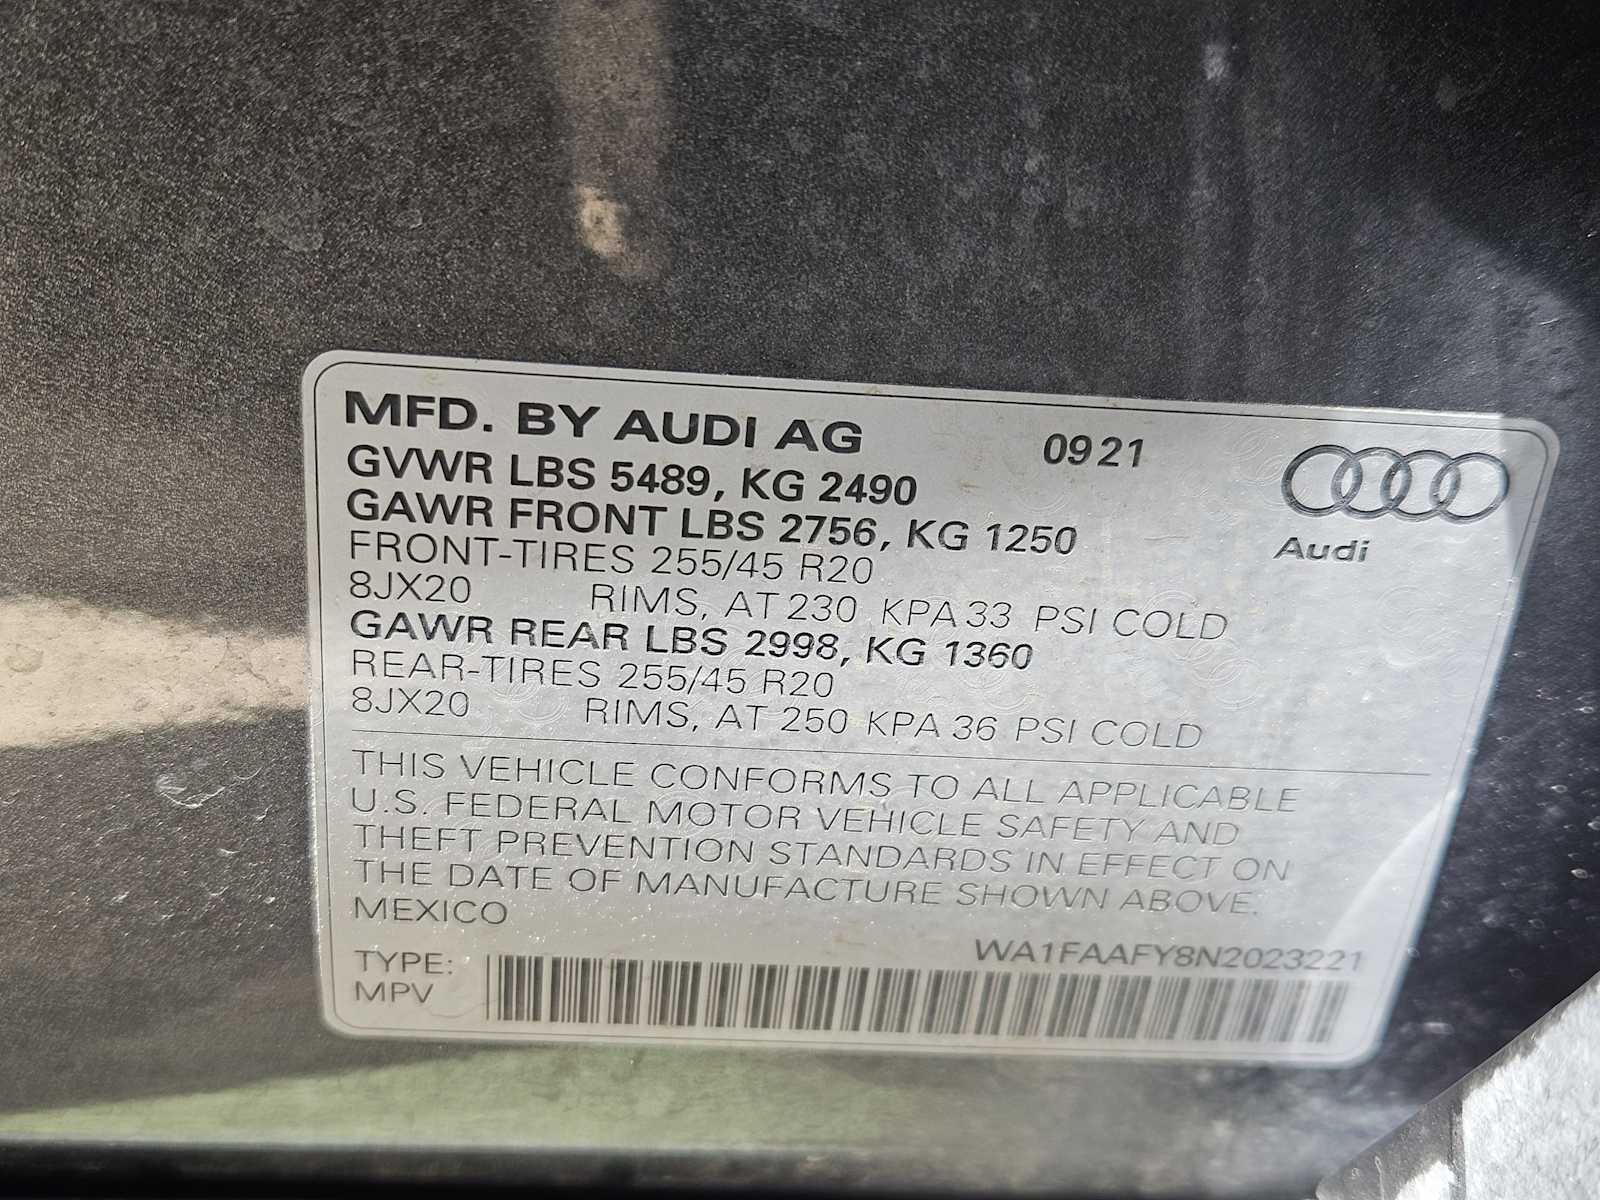 MFD. BY AUDI AG 09 21
GVWR LBS 5489, KG 2490
GAWR FRONT LBS 2756, KG 1250
Audi
FRONT-TIRES 255/45 R20
8JX20 RIMS, AT 230 KPA 33 PSI COLD
GAWR REAR LBS 2998, KG 1360
REAR-TIRES 255/45 R20
8JX20 RIMS, AT 250 KPA 36 PSI COLD
THIS VEHICLE CONFORMS TO ALL APPLICABLE
U.S. FEDERAL MOTOR VEHICLE SAFETY AND
THEFT PREVENTION STANDARDS IN EFFECT ON
THE DATE OF MANUFACTURE SHOWN ABOVE.
MEXICO
WA1FAAFY8N2023221
TYPE:
MPV